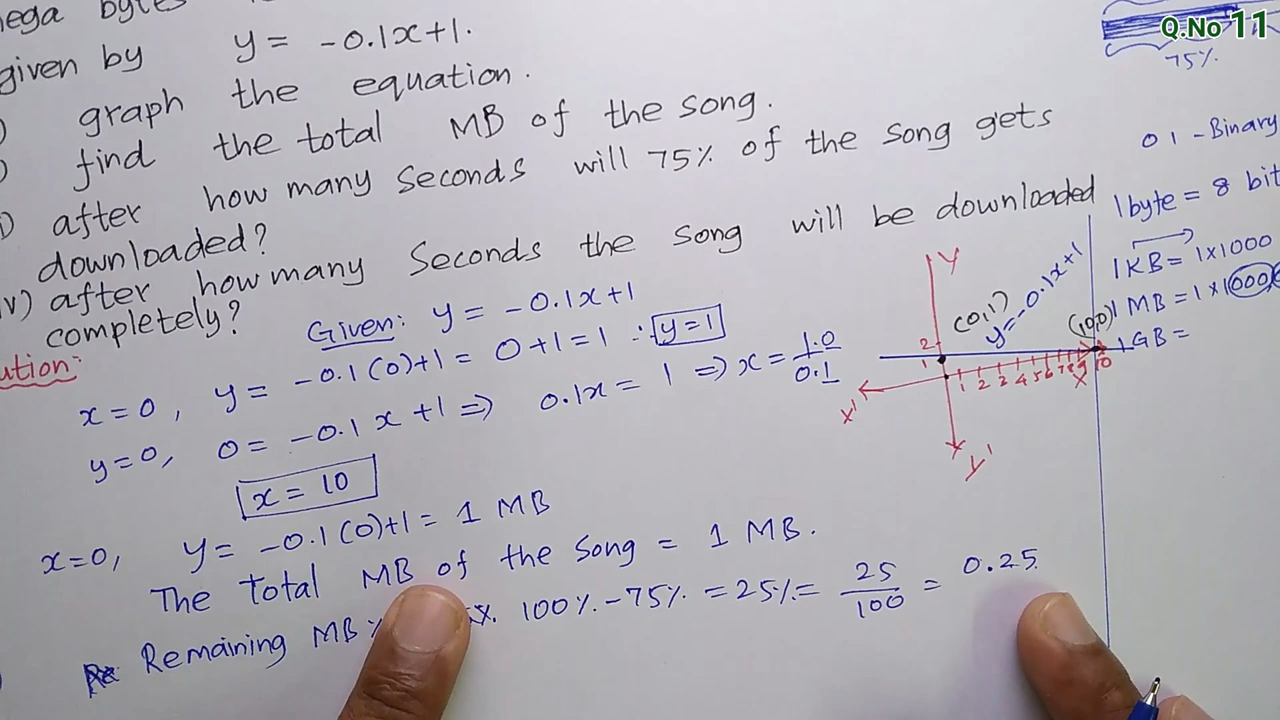 Q.No 11
75%
mega bytes
given by y = -0.1x+1.
graph the equation.
find the total MB of the song.
after how many seconds will 75% of the song gets
downloaded?
iv) after how many seconds the song will be downloaded
completely?
ution:
Given: y = -0.1x+1
x=0, y = -0.1(0)+1 = 0+1=1 ∴ y=1
y=0, 0 = -0.1x+1 ⇒ 0.1x = 1 ⇒ x = 1.0/0.1
x = 10
x=0, y = -0.1(0)+1 = 1 MB
The total MB of the song = 1 MB.
Remaining MB % 100% - 75% = 25% = 25/100 = 0.25
0 1 - Binary
1 byte = 8 bit
1 KB = 1x1000
1 MB = 1x1000
1 GB =
Y
(0,1)
y=-0.1x+1
(10,0)
2
1
1 2 3 4 5 6 7 8 9 10
X
X'
Y'